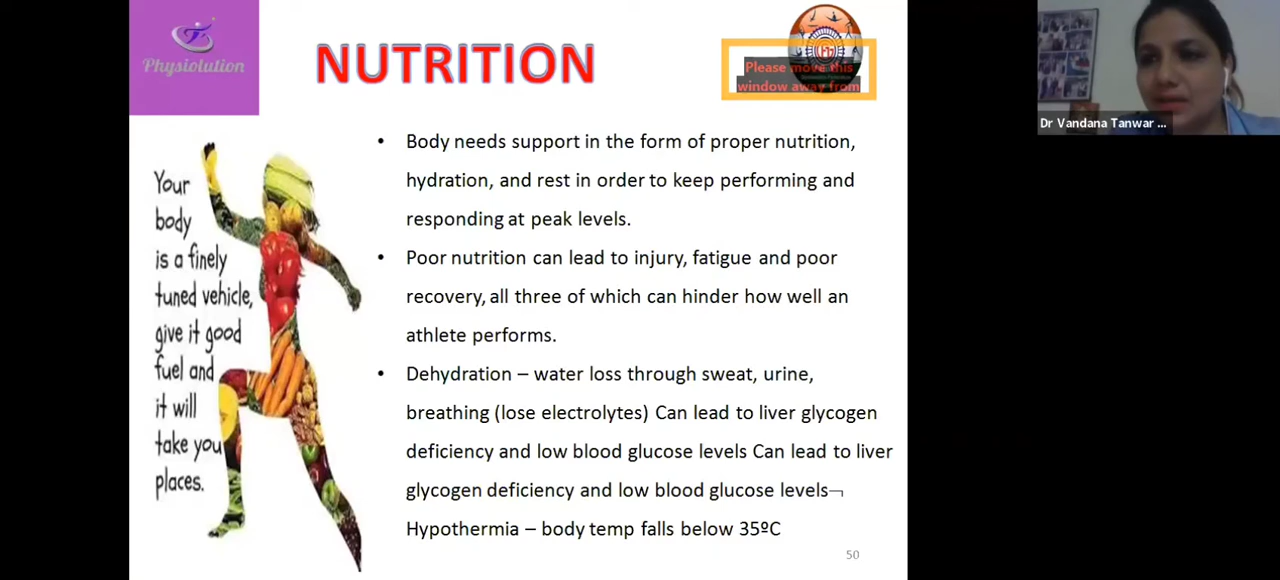 Physiolution
NUTRITION
Please move this
window away from
Dr Vandana Tanwar ...
Your
body
is a finely
tuned vehicle,
give it good
fuel and
it will
take you
places.
• Body needs support in the form of proper nutrition,
hydration, and rest in order to keep performing and
responding at peak levels.
• Poor nutrition can lead to injury, fatigue and poor
recovery, all three of which can hinder how well an
athlete performs.
• Dehydration – water loss through sweat, urine,
breathing (lose electrolytes) Can lead to liver glycogen
deficiency and low blood glucose levels Can lead to liver
glycogen deficiency and low blood glucose levels¬
Hypothermia – body temp falls below 35ºC
50